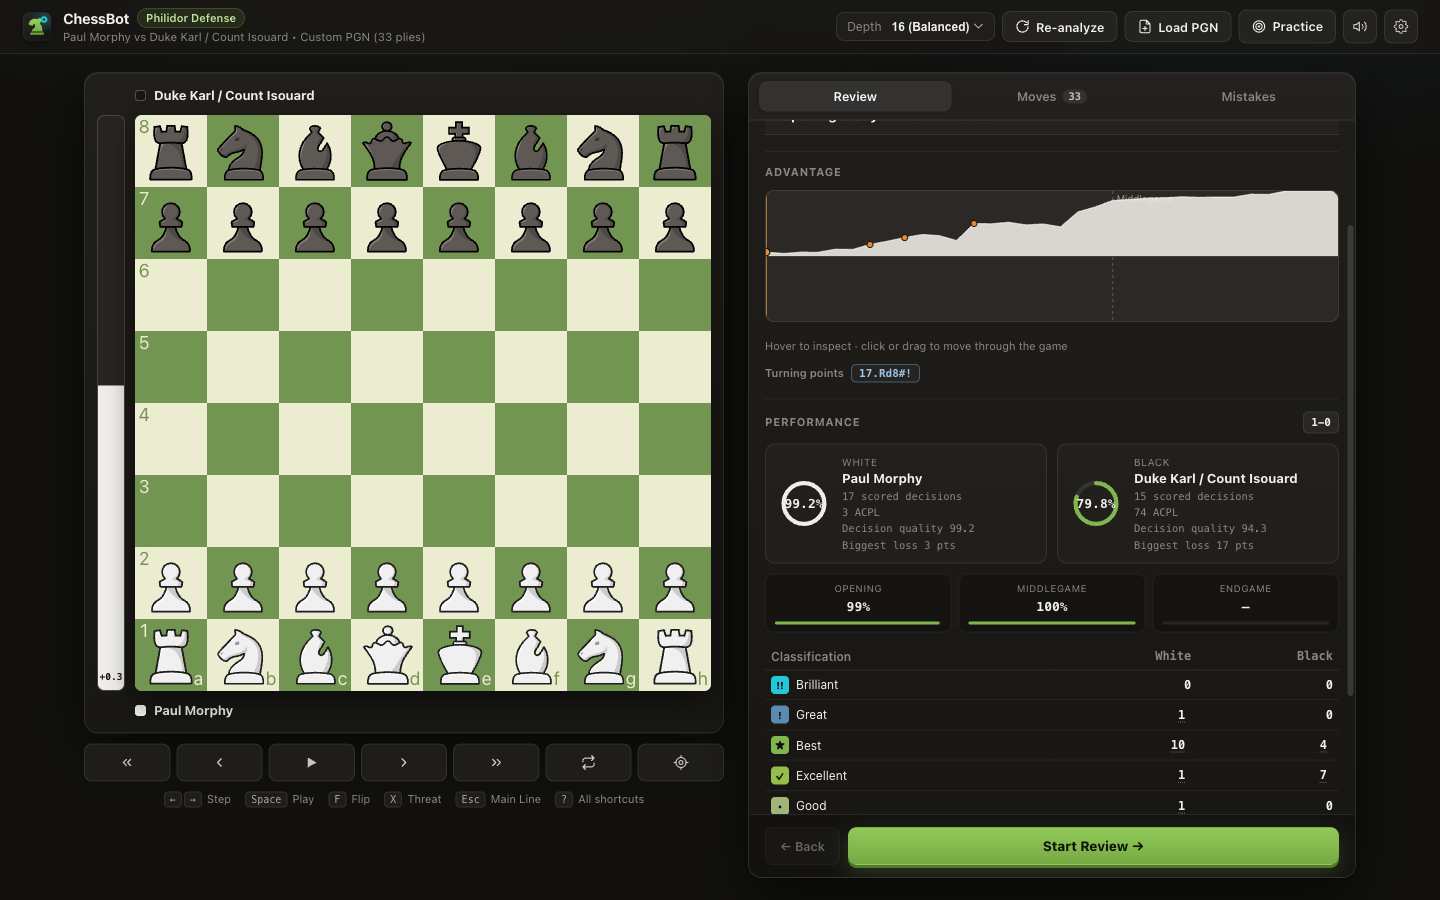 ChessBot Philidor Defense
Paul Morphy vs Duke Karl / Count Isouard • Custom PGN (33 plies)
Depth 16 (Balanced)
Re-analyze
Load PGN
Practice
Duke Karl / Count Isouard
8
7
6
5
4
3
2
1
a b c d e f g h
+0.3
Paul Morphy
« ‹ ▶ › »
← → Step Space Play F Flip X Threat Esc Main Line ? All shortcuts
Review
Moves 33
Mistakes
ADVANTAGE
Hover to inspect · click or drag to move through the game
Turning points 17.Rd8#!
PERFORMANCE
1–0
99.2%
WHITE
Paul Morphy
17 scored decisions
3 ACPL
Decision quality 99.2
Biggest loss 3 pts
79.8%
BLACK
Duke Karl / Count Isouard
15 scored decisions
74 ACPL
Decision quality 94.3
Biggest loss 17 pts
OPENING
99%
MIDDLEGAME
100%
ENDGAME
—
Classification White Black
!! Brilliant 0 0
! Great 1 0
Best 10 4
Excellent 1 7
Good 1 0
← Back
Start Review →